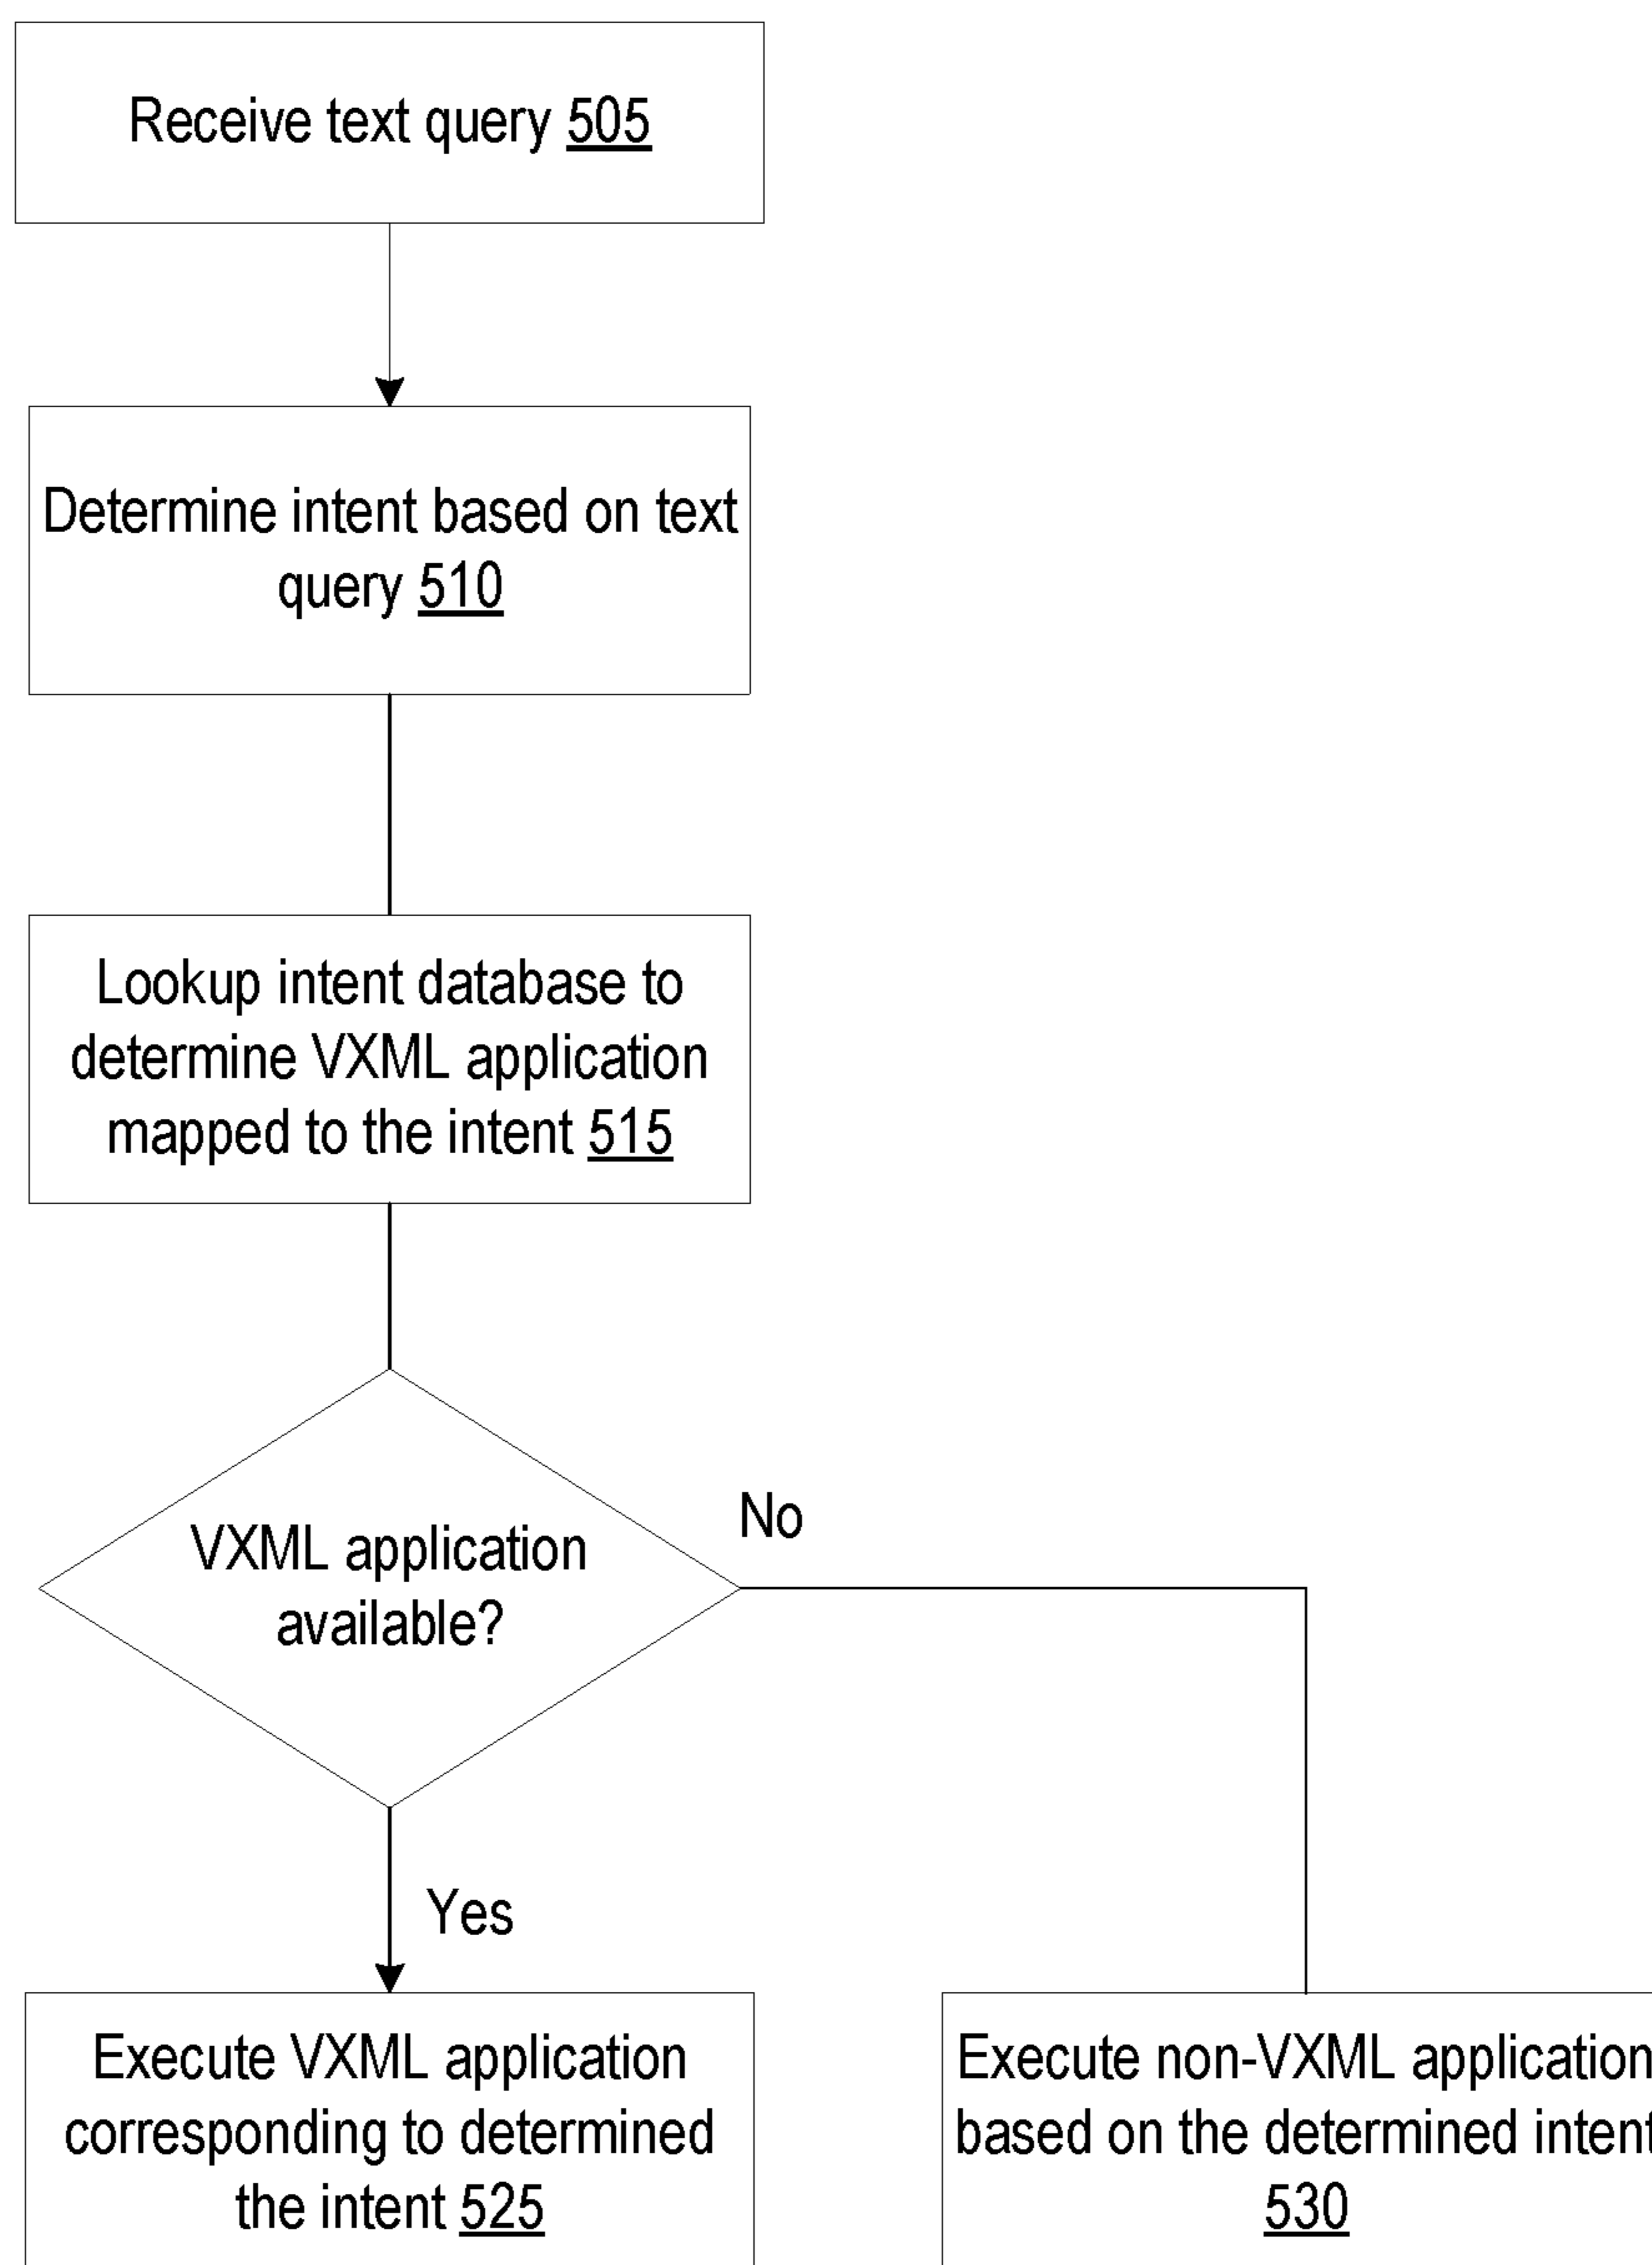 Receive text query 505
Determine intent based on text
query 510
Lookup intent database to
determine VXML application
mapped to the intent 515
VXML application
available?
No
Yes
Execute VXML application
corresponding to determined
the intent 525
Execute non-VXML application
based on the determined intent
530